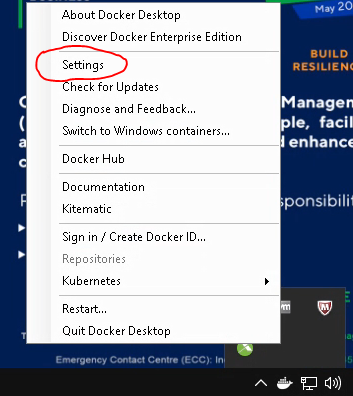 May 20
About Docker Desktop
Discover Docker Enterprise Edition
BUILD
Settings
RESILIENC
Check for Updates
Manage
Diagnose and Feedback...
ple, facil
Switch to Windows containers...
d enhance
Docker Hub
Documentation
sponsibilit
Kitematic
Sign in / Create Docker ID...
Repositories
Kubernetes
Restart...
Quit Docker Desktop
Emergency Contact Centre (ECC): In